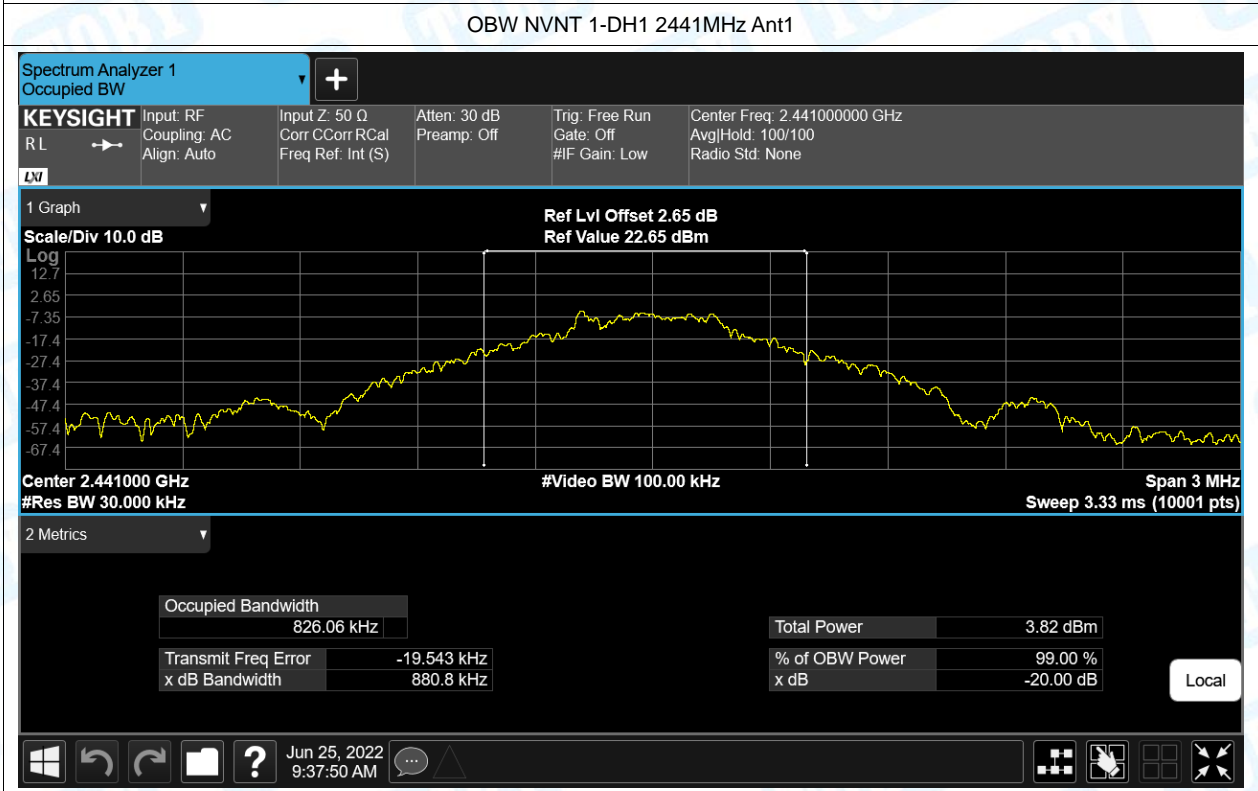 OBW NVNT 1-DH1 2441MHz Ant1
Spectrum Analyzer 1
Occupied BW
+
KEYSIGHT
RL
LXI
Input: RF
Coupling: AC
Align: Auto
Input Z: 50 Ω
Corr CCorr RCal
Freq Ref: Int (S)
Atten: 30 dB
Preamp: Off
Trig: Free Run
Gate: Off
#IF Gain: Low
Center Freq: 2.441000000 GHz
Avg|Hold: 100/100
Radio Std: None
1 Graph
Scale/Div 10.0 dB
Ref Lvl Offset 2.65 dB
Ref Value 22.65 dBm
Log
12.7
2.65
-7.35
-17.4
-27.4
-37.4
-47.4
-57.4
-67.4
Center 2.441000 GHz
#Video BW 100.00 kHz
Span 3 MHz
#Res BW 30.000 kHz
Sweep 3.33 ms (10001 pts)
2 Metrics
Occupied Bandwidth
826.06 kHz
Total Power 3.82 dBm
Transmit Freq Error -19.543 kHz
% of OBW Power 99.00 %
x dB Bandwidth 880.8 kHz
x dB -20.00 dB
Local
?
Jun 25, 2022
9:37:50 AM